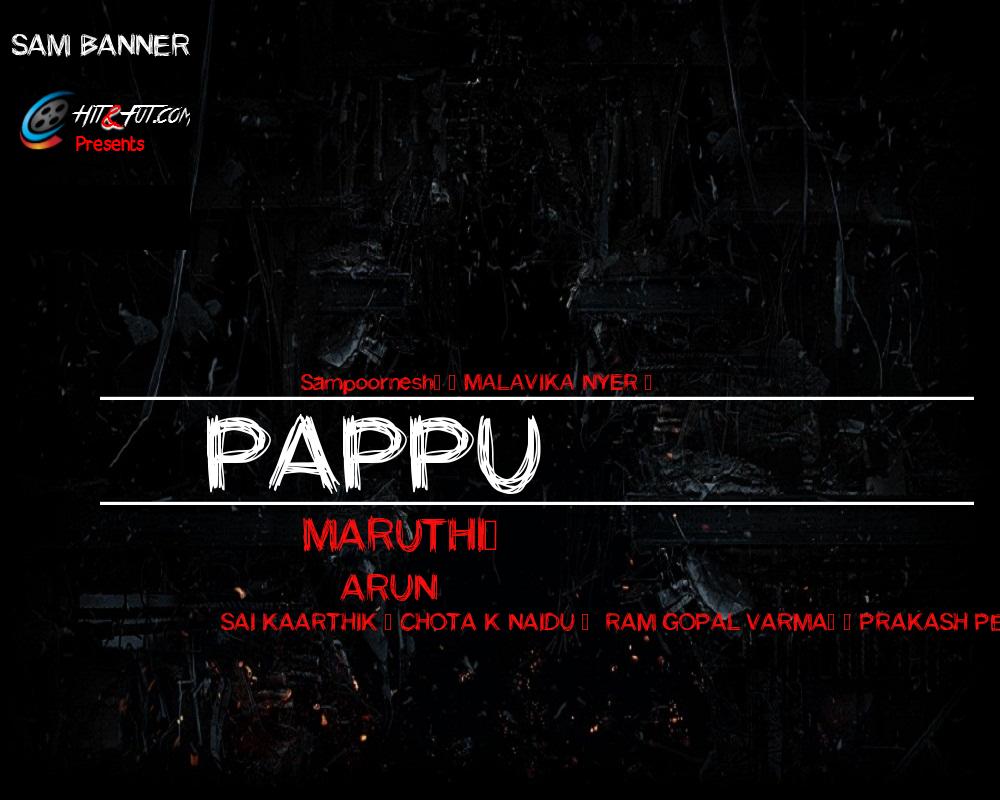 SAM BANNER
HIT&FUT.COM
Presents
Sampoornesh MALAVIKA NYER
PAPPU
MARUTHI
ARUN
SAI KAARTHIK CHOTA K NAIDU RAM GOPAL VARMA PRAKASH PE